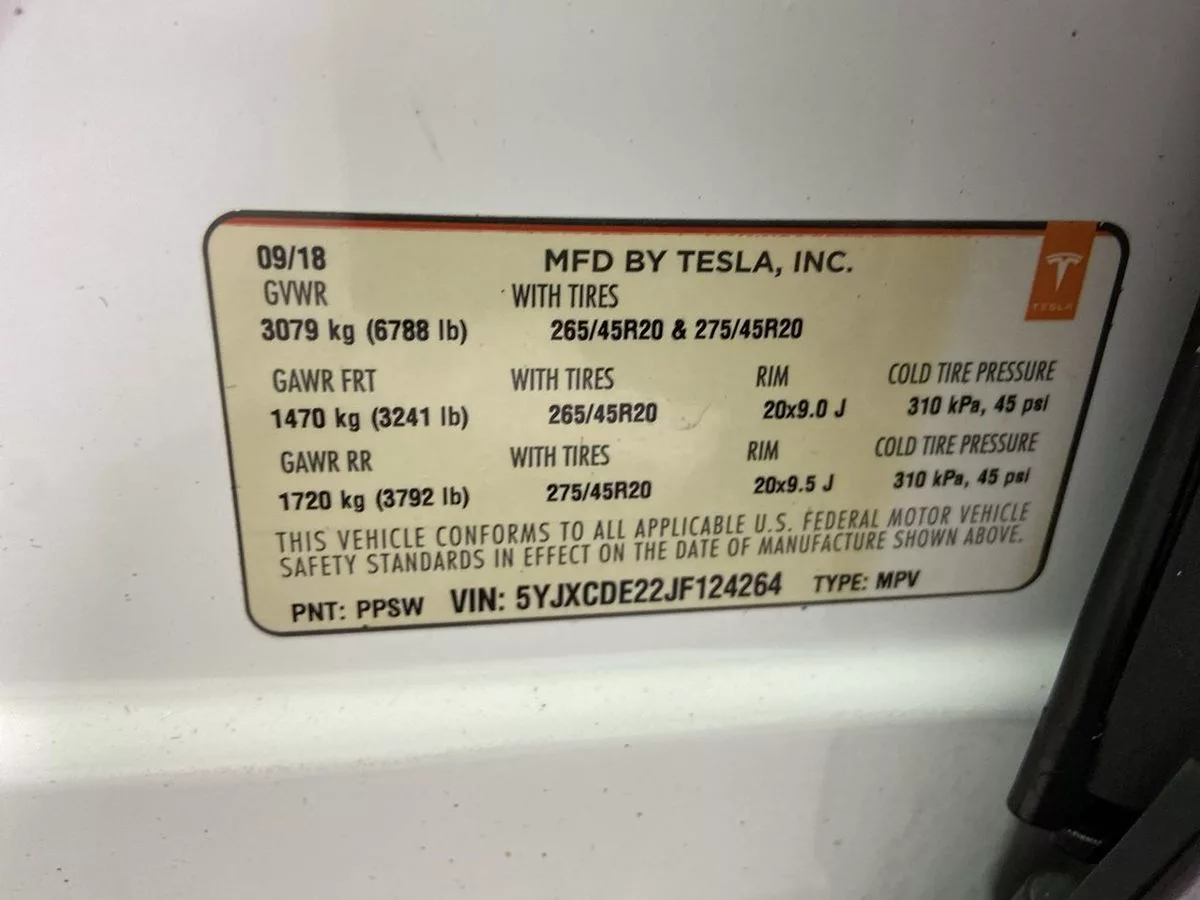 09/18 MFD BY TESLA, INC.
GVWR WITH TIRES
3079 kg (6788 lb) 265/45R20 & 275/45R20
TESLA
GAWR FRT WITH TIRES RIM COLD TIRE PRESSURE
1470 kg (3241 lb) 265/45R20 20x9.0 J 310 kPa, 45 psi
GAWR RR WITH TIRES RIM COLD TIRE PRESSURE
1720 kg (3792 lb) 275/45R20 20x9.5 J 310 kPa, 45 psi
THIS VEHICLE CONFORMS TO ALL APPLICABLE U.S. FEDERAL MOTOR VEHICLE
SAFETY STANDARDS IN EFFECT ON THE DATE OF MANUFACTURE SHOWN ABOVE.
PNT: PPSW VIN: 5YJXCDE22JF124264 TYPE: MPV